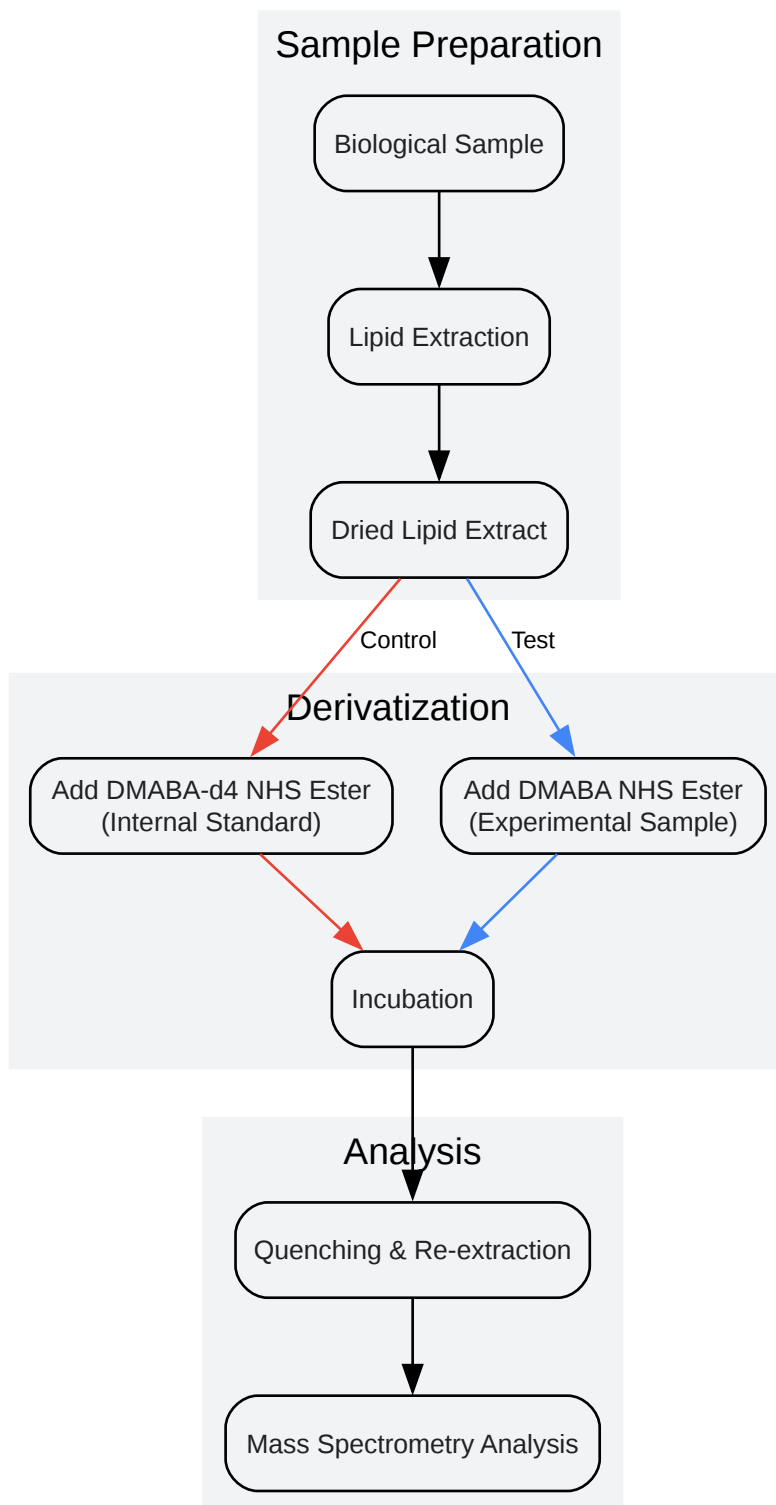 Sample Preparation
Biological Sample
Lipid Extraction
Dried Lipid Extract
Control
Test
Derivatization
Add DMABA-d4 NHS Ester
(Internal Standard)
Add DMABA NHS Ester
(Experimental Sample)
Incubation
Analysis
Quenching & Re-extraction
Mass Spectrometry Analysis